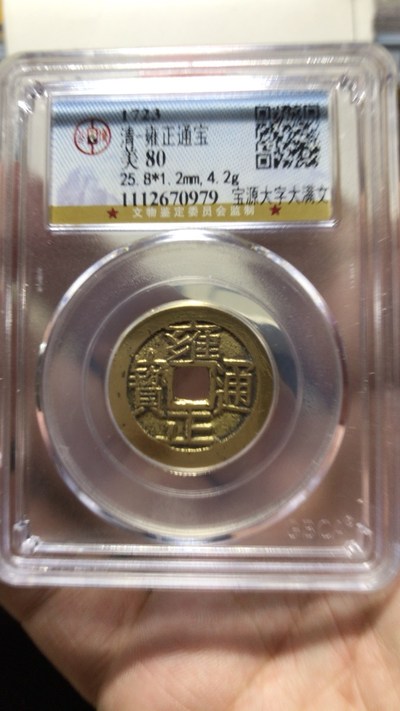 1723
清·雍正通宝
美 80
25.8*1.2mm,4.2g
1112670979 宝源大字大满文
★ 文物鉴定委员会监制 ★
雍正通寶